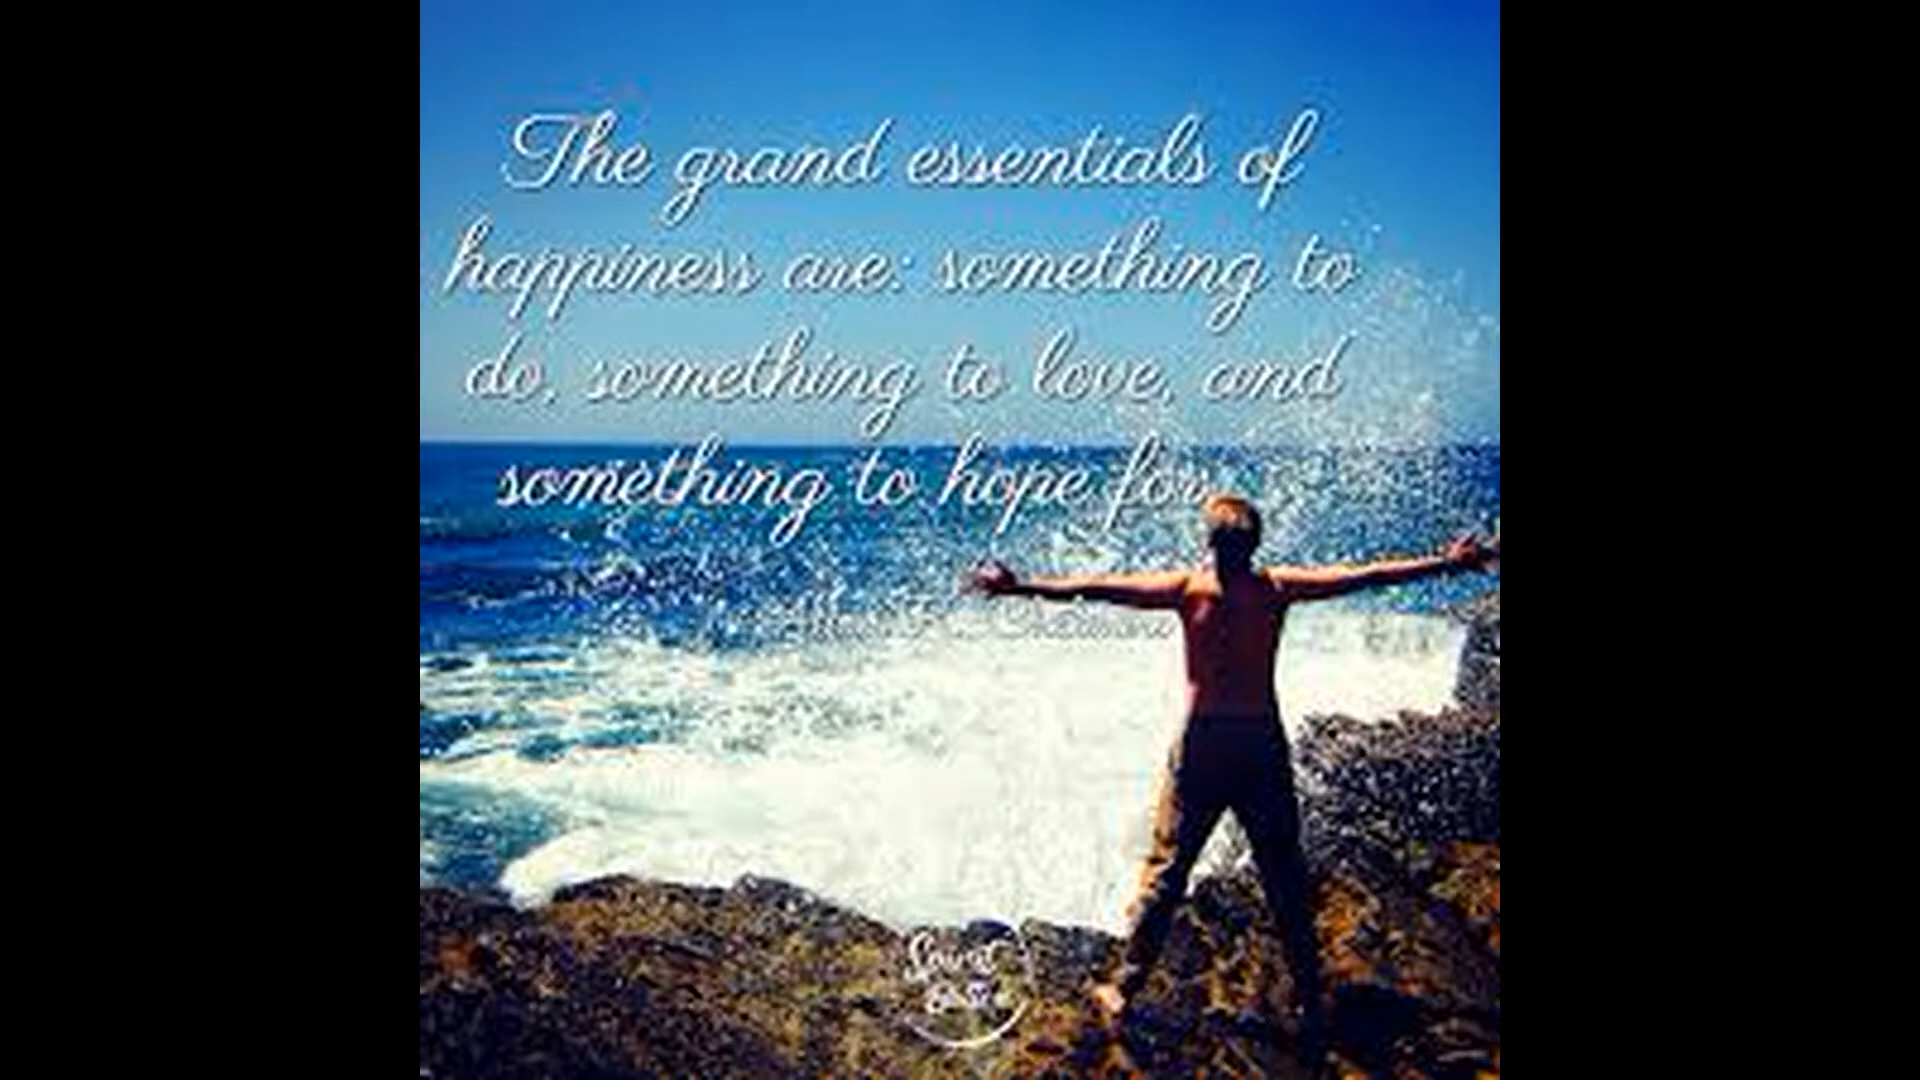 The grand essentials of
happiness are: something to
do, something to love, and
something to hope for